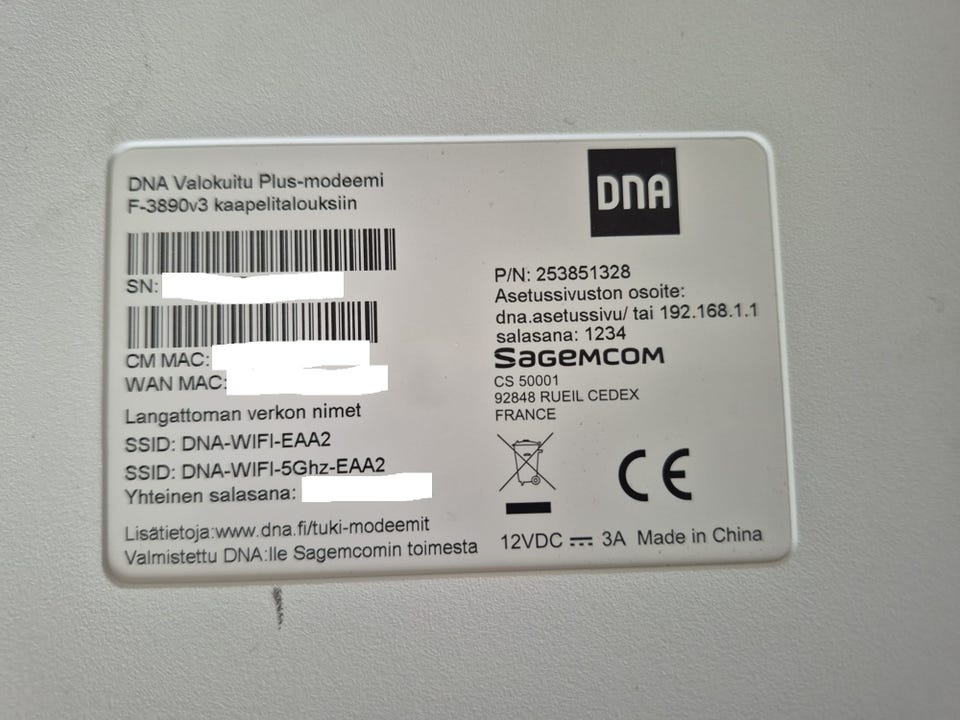 DNA Valokuitu Plus-modeemi
F-3890v3 kaapelitalouksiin
SN:
CM MAC:
WAN MAC:
Langattoman verkon nimet
SSID: DNA-WIFI-EAA2
SSID: DNA-WIFI-5Ghz-EAA2
Yhteinen salasana:
Lisätietoja:www.dna.fi/tuki-modeemit
Valmistettu DNA:lle Sagemcomin toimesta
DNA
P/N: 253851328
Asetussivuston osoite:
dna.asetussivu/ tai 192.168.1.1
salasana: 1234
SAGEMCOM
CS 50001
92848 RUEIL CEDEX
FRANCE
CE
12VDC ⎓ 3A Made in China